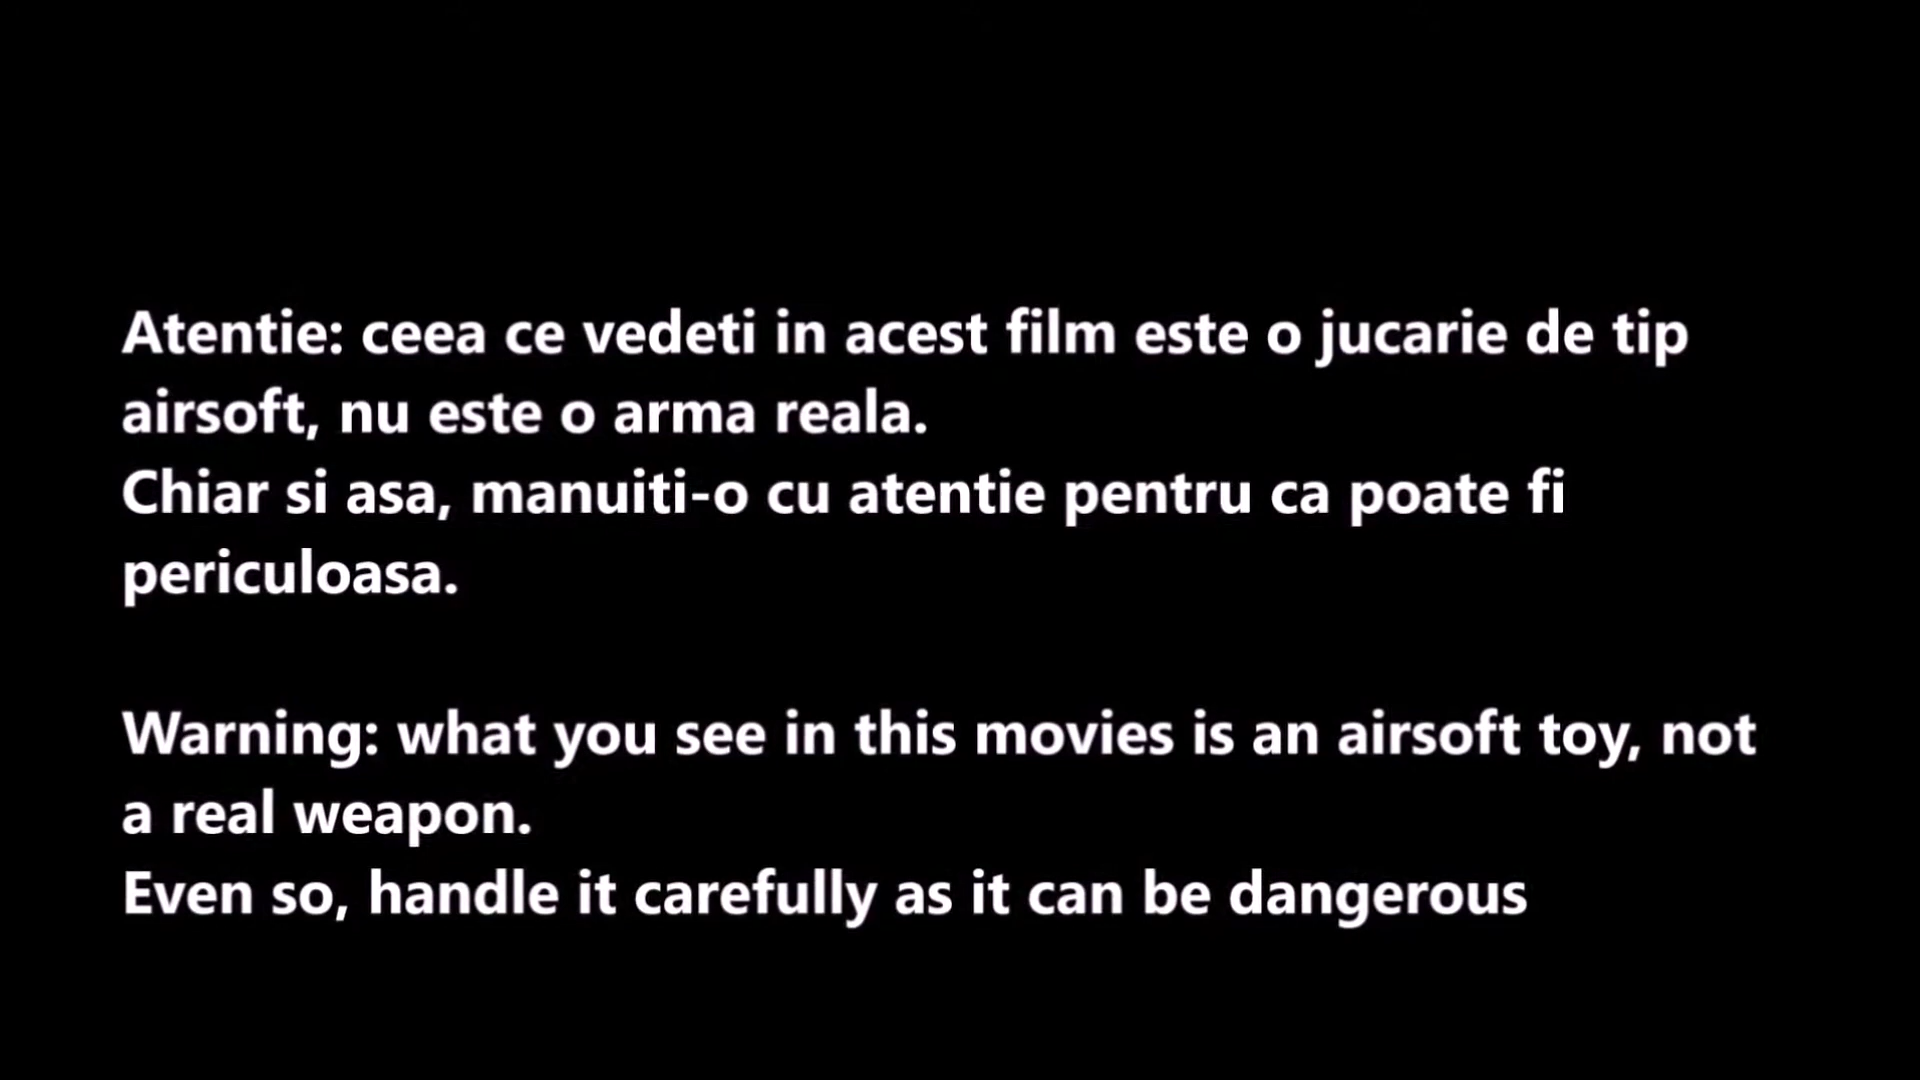 Atentie: ceea ce vedeti in acest film este o jucarie de tip
airsoft, nu este o arma reala.
Chiar si asa, manuiti-o cu atentie pentru ca poate fi
periculoasa.
Warning: what you see in this movies is an airsoft toy, not
a real weapon.
Even so, handle it carefully as it can be dangerous